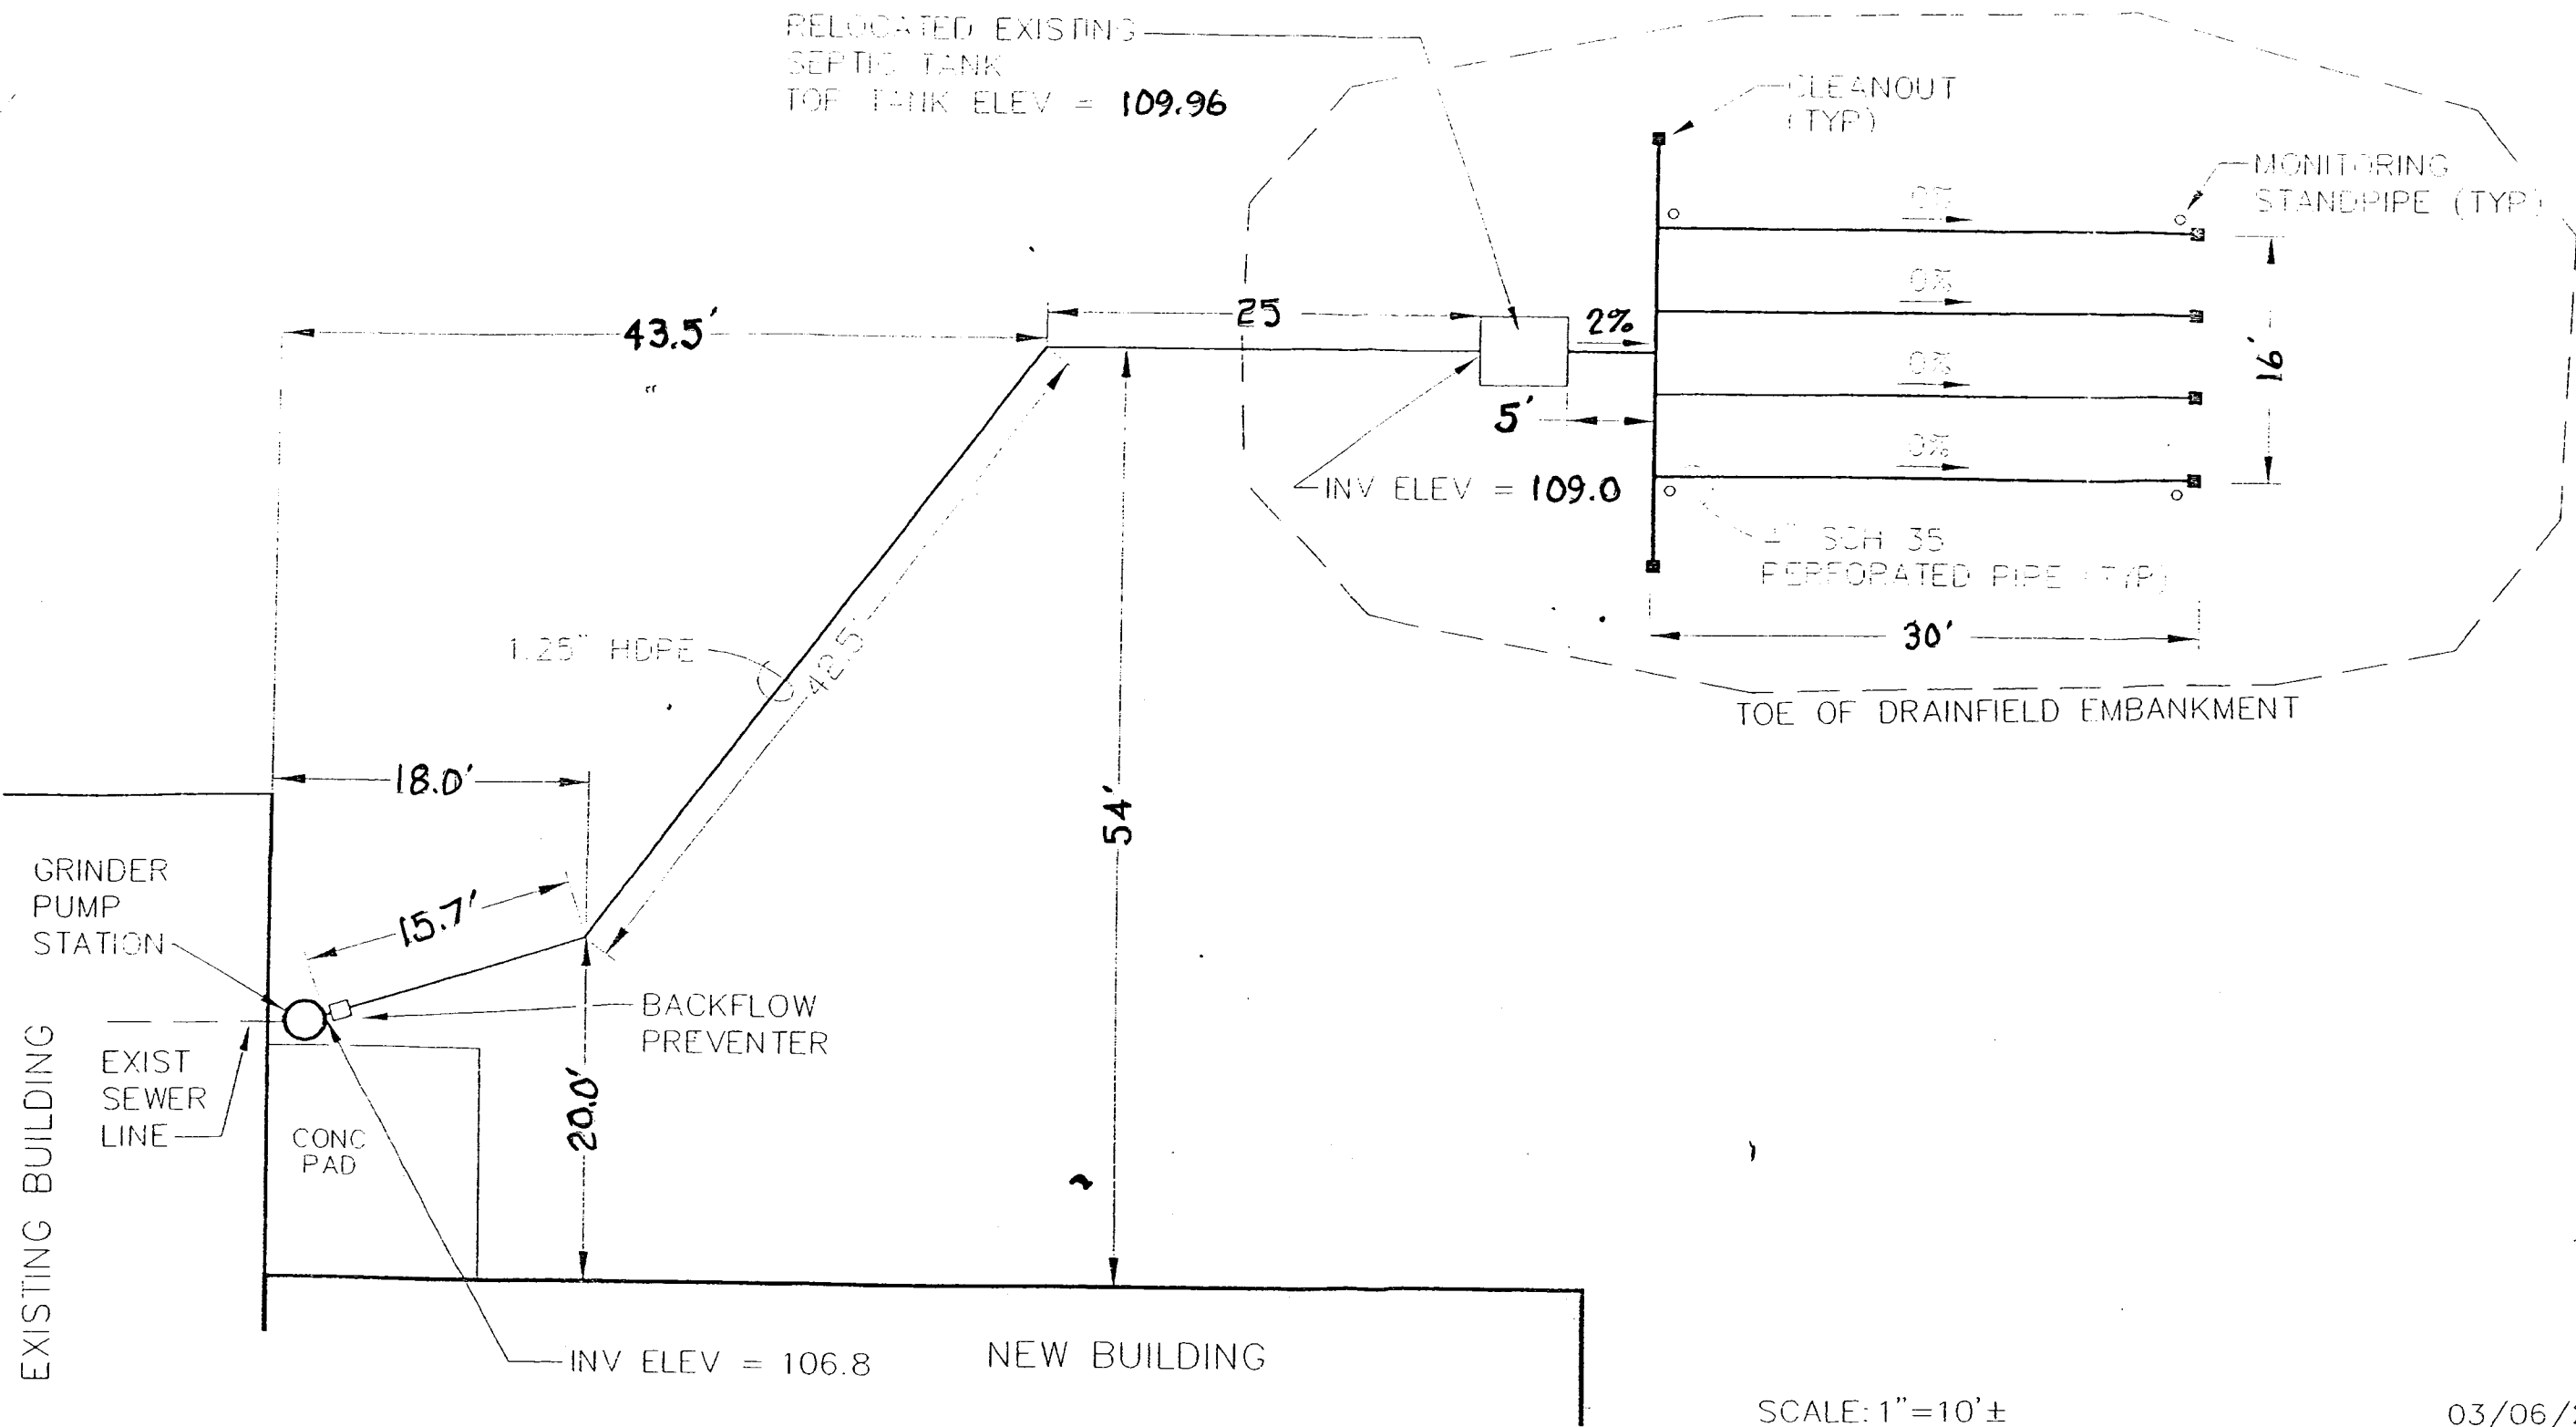 RELOCATED EXISTING
SEPTIC TANK
TOP TANK ELEV = 109.96
CLEANOUT
(TYP)
MONITORING
STANDPIPE (TYP)
0%
0%
0%
0%
43.5'
25
2%
16'
5'
INV ELEV = 109.0
4" SCH 35
PERFORATED PIPE (TYP)
30'
1.25" HDPE
42.5'
TOE OF DRAINFIELD EMBANKMENT
18.0'
54'
GRINDER
PUMP
STATION
15.7'
BACKFLOW
PREVENTER
EXIST
SEWER
LINE
EXISTING BUILDING
CONC
PAD
20.0'
INV ELEV = 106.8
NEW BUILDING
SCALE: 1"=10'±
03/06/